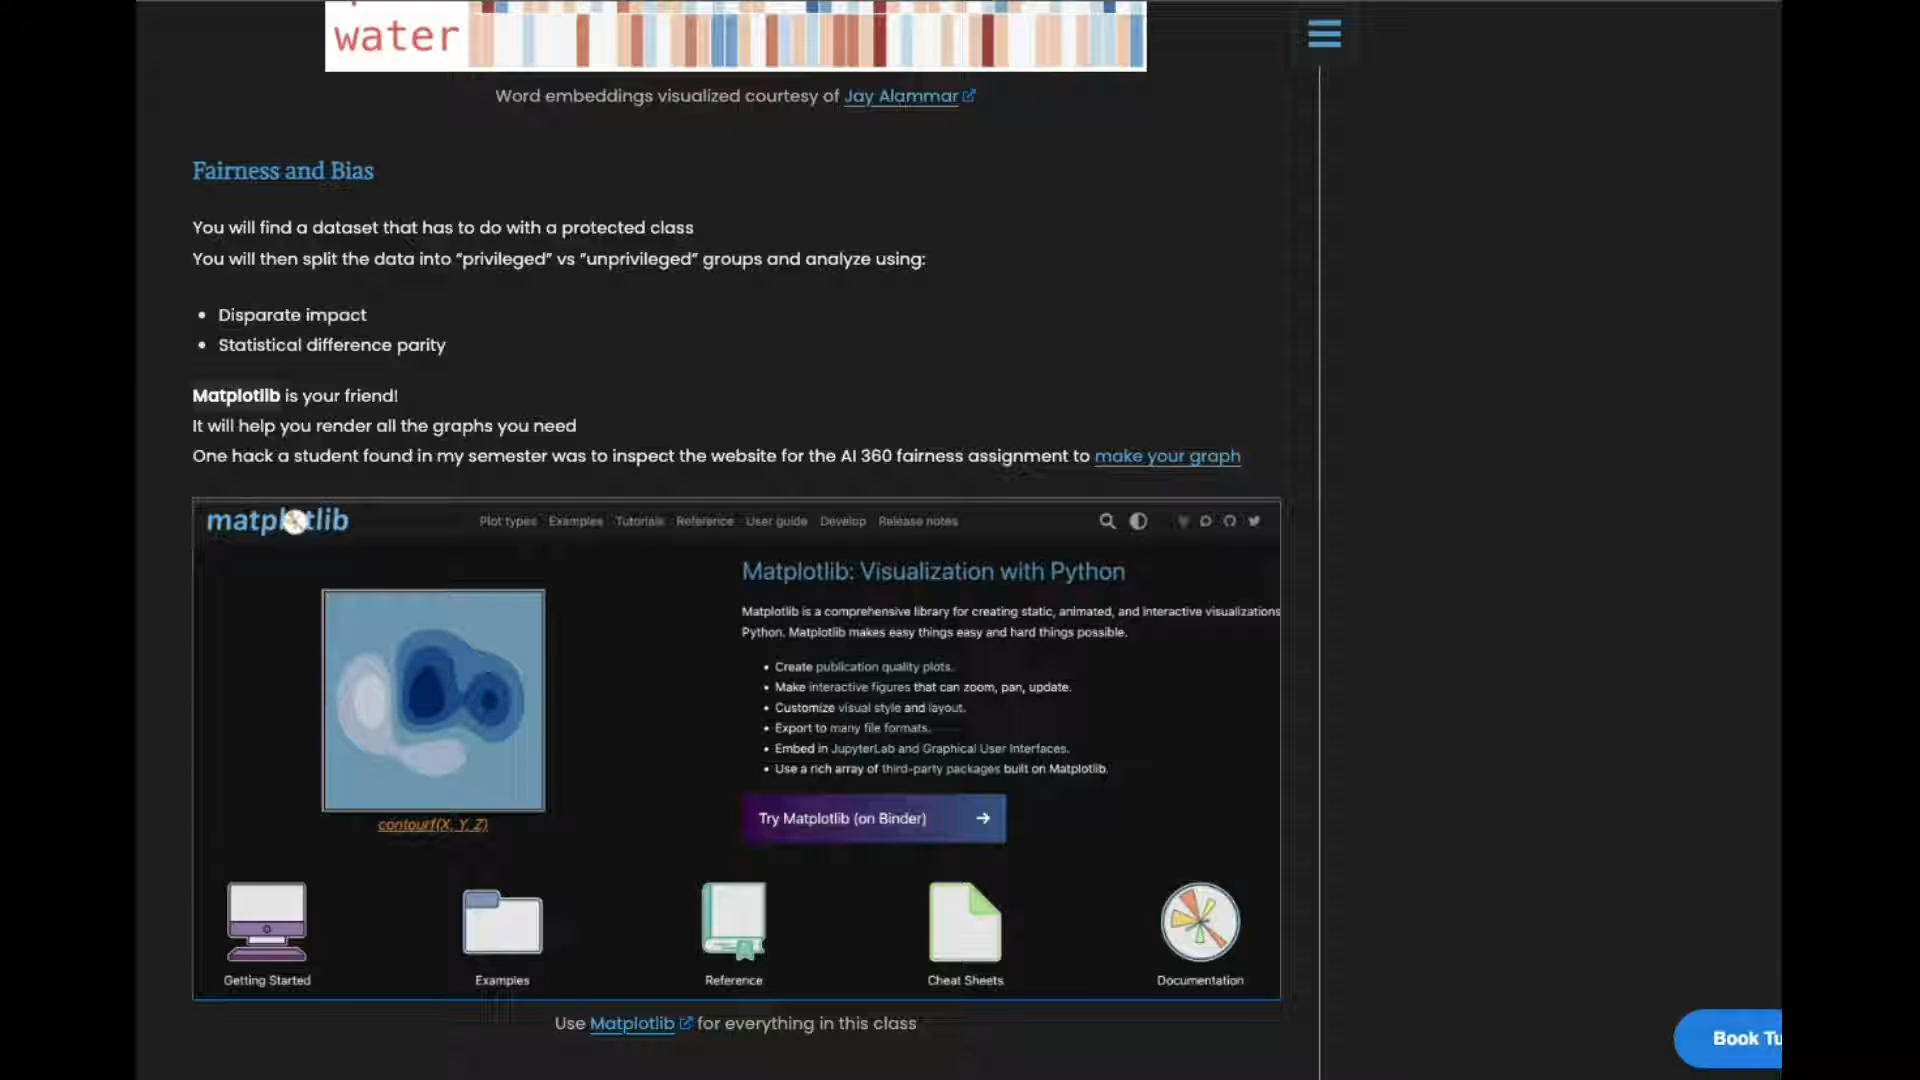 water
Word embeddings visualized courtesy of Jay Alammar
Fairness and Bias
You will find a dataset that has to do with a protected class
You will then split the data into “privileged” vs “unprivileged” groups and analyze using:
• Disparate impact
• Statistical difference parity
Matplotlib is your friend!
It will help you render all the graphs you need
One hack a student found in my semester was to inspect the website for the AI 360 fairness assignment to make your graph
matplotlib
Plot types Examples Tutorials Reference User guide Develop Release notes
Matplotlib: Visualization with Python
Matplotlib is a comprehensive library for creating static, animated, and interactive visualizations
Python. Matplotlib makes easy things easy and hard things possible.
• Create publication quality plots.
• Make interactive figures that can zoom, pan, update.
• Customize visual style and layout.
• Export to many file formats.
• Embed in JupyterLab and Graphical User Interfaces.
• Use a rich array of third-party packages built on Matplotlib.
Try Matplotlib (on Binder)
contourf(X, Y, Z)
Getting Started
Examples
Reference
Cheat Sheets
Documentation
Use Matplotlib for everything in this class
Book Tu